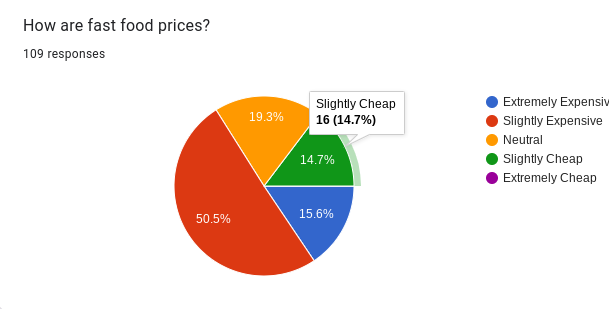 How are fast food prices?
109 responses
Slightly Cheap
16 (14.7%)
19.3%
14.7%
50.5%
15.6%
Extremely Expensiv
Slightly Expensive
Neutral
Slightly Cheap
Extremely Cheap